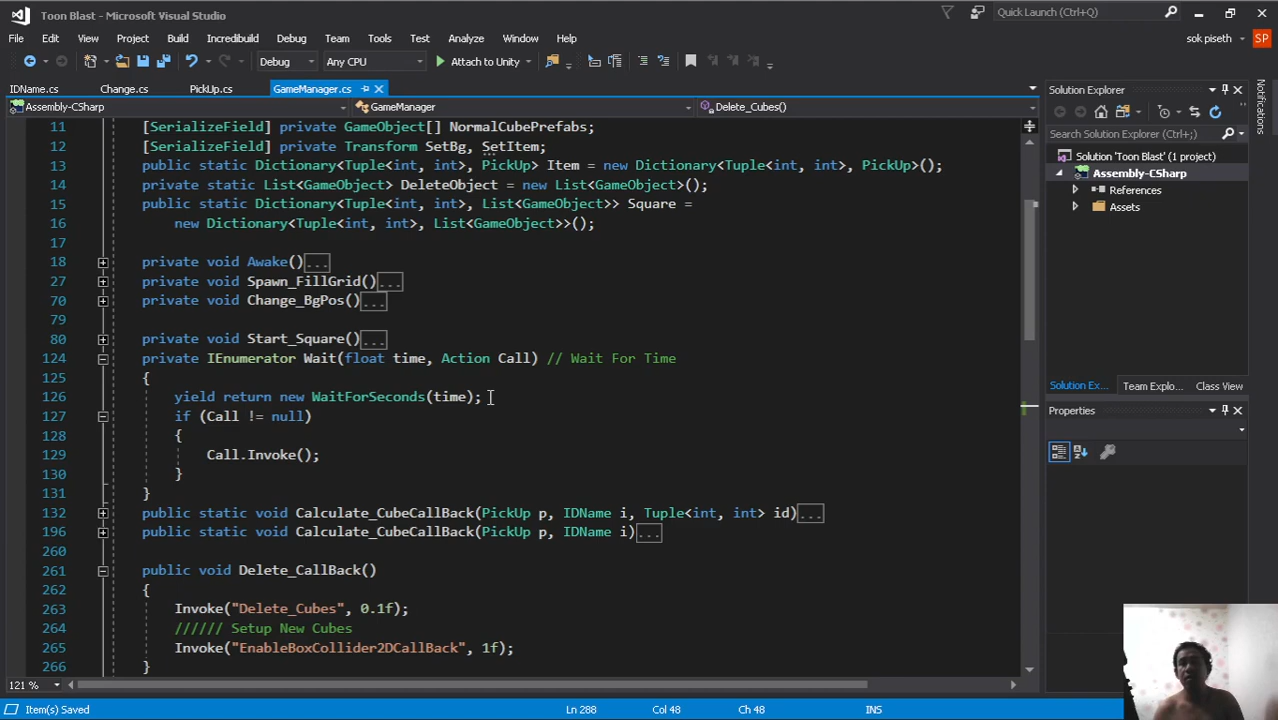 Toon Blast - Microsoft Visual Studio
Quick Launch (Ctrl+Q)
File Edit View Project Build Incredibuild Debug Team Tools Test Analyze Window Help
sok piseth SP
Debug Any CPU Attach to Unity
IDName.cs Change.cs PickUp.cs GameManager.cs
Assembly-CSharp GameManager Delete_Cubes()
11 [SerializeField] private GameObject[] NormalCubePrefabs;
12 [SerializeField] private Transform SetBg, SetItem;
13 public static Dictionary<Tuple<int, int>, PickUp> Item = new Dictionary<Tuple<int, int>, PickUp>();
14 private static List<GameObject> DeleteObject = new List<GameObject>();
15 public static Dictionary<Tuple<int, int>, List<GameObject>> Square =
16 new Dictionary<Tuple<int, int>, List<GameObject>>();
17
18 private void Awake()...
27 private void Spawn_FillGrid()...
70 private void Change_BgPos()...
79
80 private void Start_Square()...
124 private IEnumerator Wait(float time, Action Call) // Wait For Time
125 {
126 yield return new WaitForSeconds(time);
127 if (Call != null)
128 {
129 Call.Invoke();
130 }
131 }
132 public static void Calculate_CubeCallBack(PickUp p, IDName i, Tuple<int, int> id)...
196 public static void Calculate_CubeCallBack(PickUp p, IDName i)...
260
261 public void Delete_CallBack()
262 {
263 Invoke("Delete_Cubes", 0.1f);
264 ////// Setup New Cubes
265 Invoke("EnableBoxCollider2DCallBack", 1f);
266 }
121 %
Solution Explorer
Search Solution Explorer (Ctrl+;)
Solution 'Toon Blast' (1 project)
Assembly-CSharp
References
Assets
Solution Ex... Team Explo... Class View
Properties
Notifications
Item(s) Saved Ln 288 Col 48 Ch 48 INS